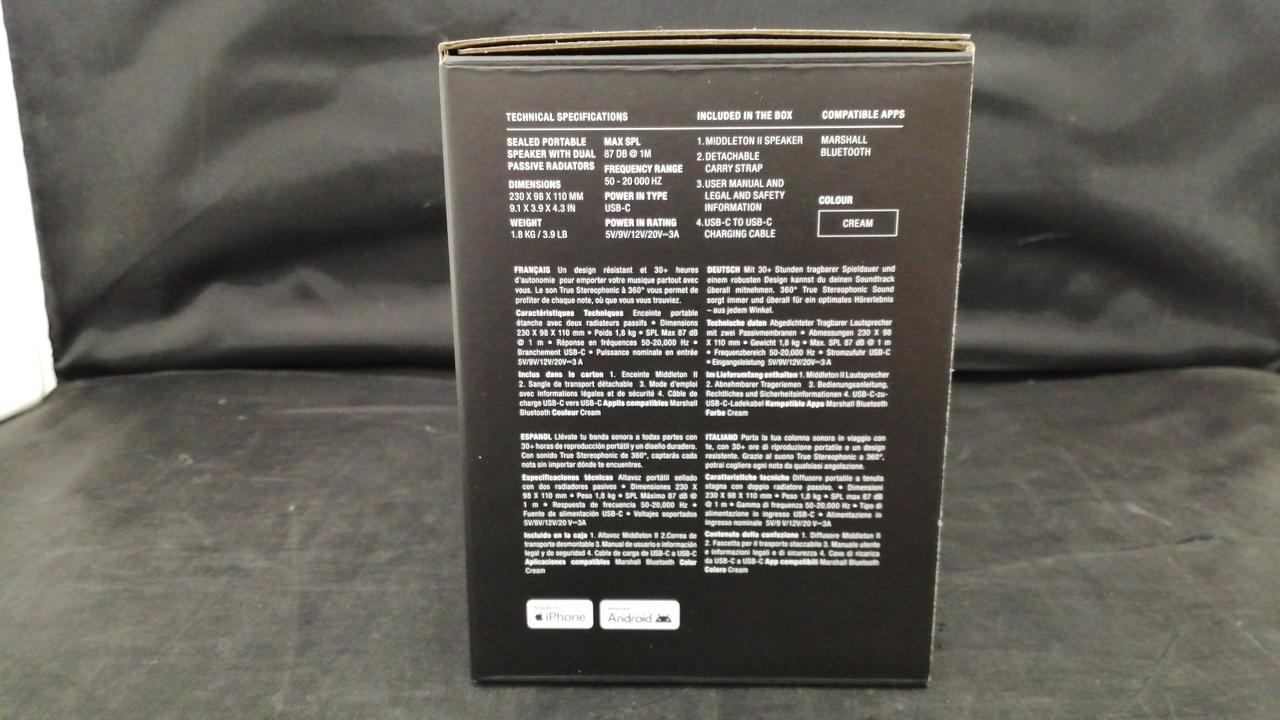 TECHNICAL SPECIFICATIONS
SEALED PORTABLE
SPEAKER WITH DUAL
PASSIVE RADIATORS
DIMENSIONS
230 X 98 X 110 MM
9.1 X 3.9 X 4.3 IN
WEIGHT
1.8 KG / 3.9 LB
MAX SPL
87 DB @ 1M
FREQUENCY RANGE
50 - 20 000 HZ
POWER IN TYPE
USB-C
POWER IN RATING
5V/9V/12V/20V⎓3A
INCLUDED IN THE BOX
1. MIDDLETON II SPEAKER
2. DETACHABLE
CARRY STRAP
3. USER MANUAL AND
LEGAL AND SAFETY
INFORMATION
4. USB-C TO USB-C
CHARGING CABLE
COMPATIBLE APPS
MARSHALL
BLUETOOTH
COLOUR
CREAM
FRANÇAIS Un design résistant et 30+ heures
d'autonomie pour emporter votre musique partout avec
vous. Le son True Stereophonic à 360° vous permet de
profiter de chaque note, où que vous vous trouviez.
Caractéristiques Techniques Enceinte portable
étanche avec deux radiateurs passifs • Dimensions
230 X 98 X 110 mm • Poids 1,8 kg • SPL Max 87 dB
@ 1 m • Réponse en fréquences 50-20,000 Hz •
Branchement USB-C • Puissance nominale en entrée
5V/9V/12V/20V⎓3 A
Inclus dans le carton 1. Enceinte Middleton II
2. Sangle de transport détachable 3. Mode d'emploi
avec informations légales et de sécurité 4. Câble de
charge USB-C vers USB-C Applis compatibles Marshall
Bluetooth Couleur Cream
DEUTSCH Mit 30+ Stunden tragbarer Spieldauer und
einem robusten Design kannst du deinen Soundtrack
überall mitnehmen. 360° True Stereophonic Sound
sorgt immer und überall für ein optimales Hörerlebnis
– aus jedem Winkel.
Technische daten Abgedichteter Tragbarer Lautsprecher
mit zwei Passivmembranen • Abmessungen 230 X 98
X 110 mm • Gewicht 1,8 kg • Max. SPL 87 dB @ 1 m
• Frequenzbereich 50-20,000 Hz • Stromzufuhr USB-C
• Eingangsleistung 5V/9V/12V/20V⎓3 A
Im Lieferumfang enthalten 1. Middleton II Lautsprecher
2. Abnehmbarer Trageriemen 3. Bedienungsanleitung,
Rechtliches und Sicherheitsinformationen 4. USB-C-zu-
USB-C-Ladekabel Kompatible Apps Marshall Bluetooth
Farbe Cream
ESPAÑOL Llévate tu banda sonora a todas partes con
30+ horas de reproducción portátil y un diseño duradero.
Con sonido True Stereophonic de 360°, captarás cada
nota sin importar dónde te encuentres.
Especificaciones técnicas Altavoz portátil sellado
con dos radiadores pasivos • Dimensiones 230 X
98 X 110 mm • Peso 1,8 kg • SPL Máximo 87 dB @
1 m • Respuesta de frecuencia 50-20,000 Hz •
Fuente de alimentación USB-C • Voltajes soportados
5V/9V/12V/20 V⎓3A
Incluido en la caja 1. Altavoz Middleton II 2.Correa de
transporte desmontable 3. Manual de usuario e información
legal y de seguridad 4. Cable de carga de USB-C a USB-C
Aplicaciones compatibles Marshall Bluetooth Color
Cream
ITALIANO Porta la tua colonna sonora in viaggio con
te, con 30+ ore di riproduzione portatile e un design
resistente. Grazie al suono True Stereophonic a 360°,
potrai cogliere ogni nota da qualsiasi angolazione.
Caratteristiche tecniche Diffusore portatile a tenuta
stagna con doppio radiatore passivo. • Dimensioni
230 X 98 X 110 mm • Peso 1,8 kg • SPL max 87 dB
@ 1 m • Gamma di frequenza 50-20,000 Hz • Tipo di
alimentazione in ingresso USB-C • Alimentazione in
ingresso nominale 5V/9 V/12V/20 V⎓3A
Contenuto della confezione 1. Diffusore Middleton II
2. Fascetta per il trasporto staccabile 3. Manuale utente
e informazioni legali e di sicurezza 4. Cavo di ricarica
da USB-C a USB-C App compatibili Marshall Bluetooth
Colore Cream
Made for
iPhone
Made with
Android